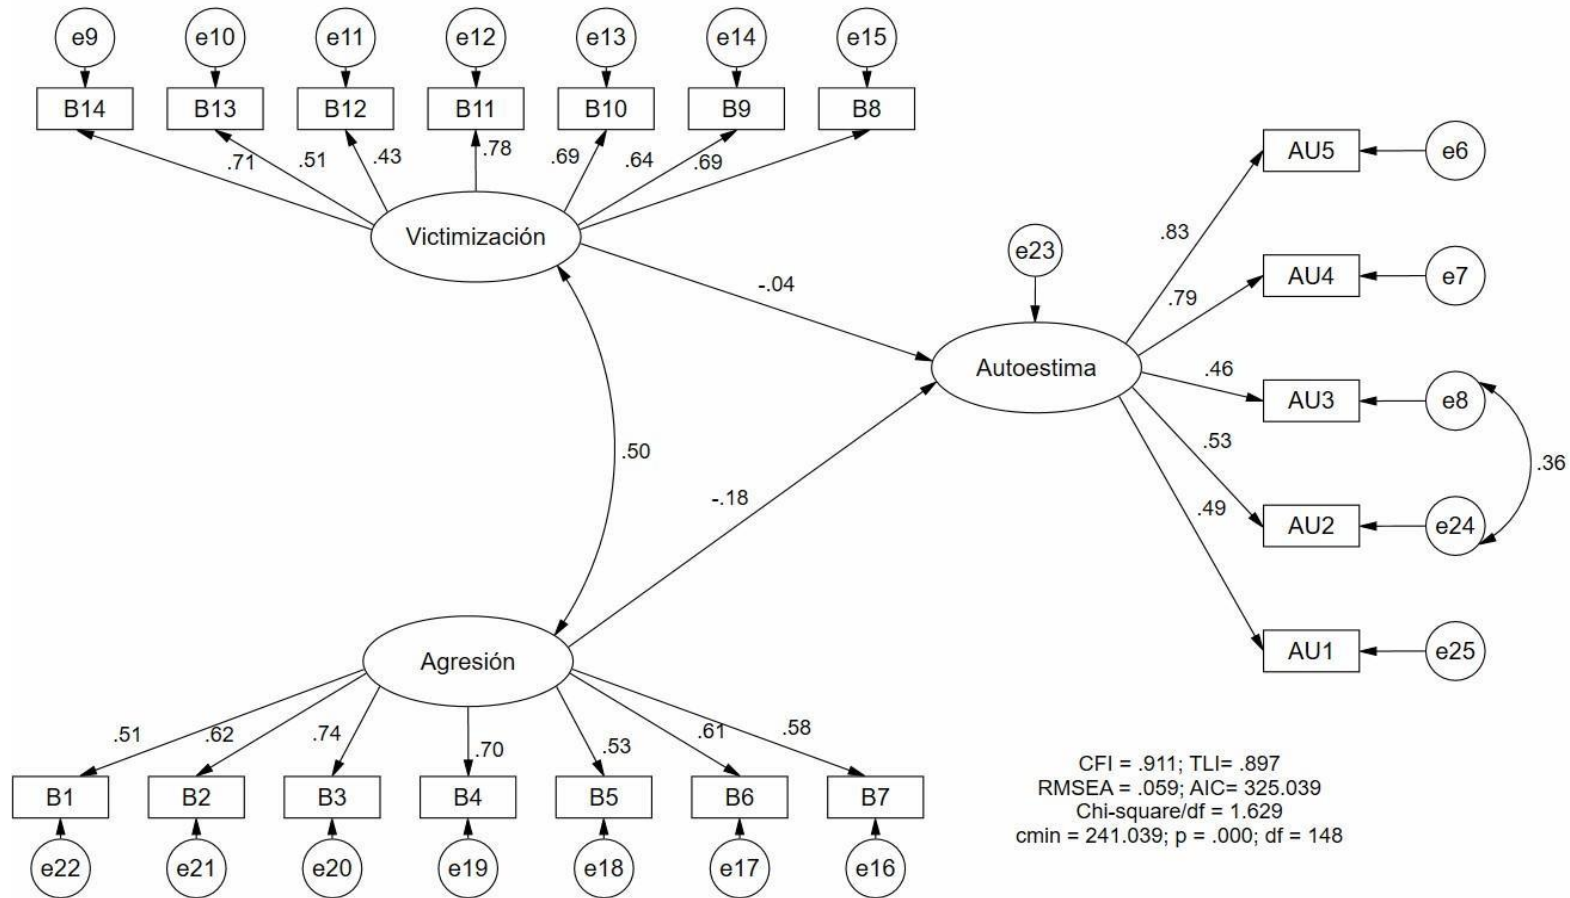 e9 e10 e11 e12 e13 e14 e15
B14 B13 B12 B11 B10 B9 B8
.71 .51 .43 .78 .69 .64 .69
Victimización
-.04
.50
-.18
e23
Autoestima
.83
.79
.46
.53
.49
AU5 e6
AU4 e7
AU3 e8
AU2 e24
AU1 e25
.36
Agresión
.51 .62 .74 .70 .53 .61 .58
B1 B2 B3 B4 B5 B6 B7
e22 e21 e20 e19 e18 e17 e16
CFI = .911; TLI= .897
RMSEA = .059; AIC= 325.039
Chi-square/df = 1.629
cmin = 241.039; p = .000; df = 148